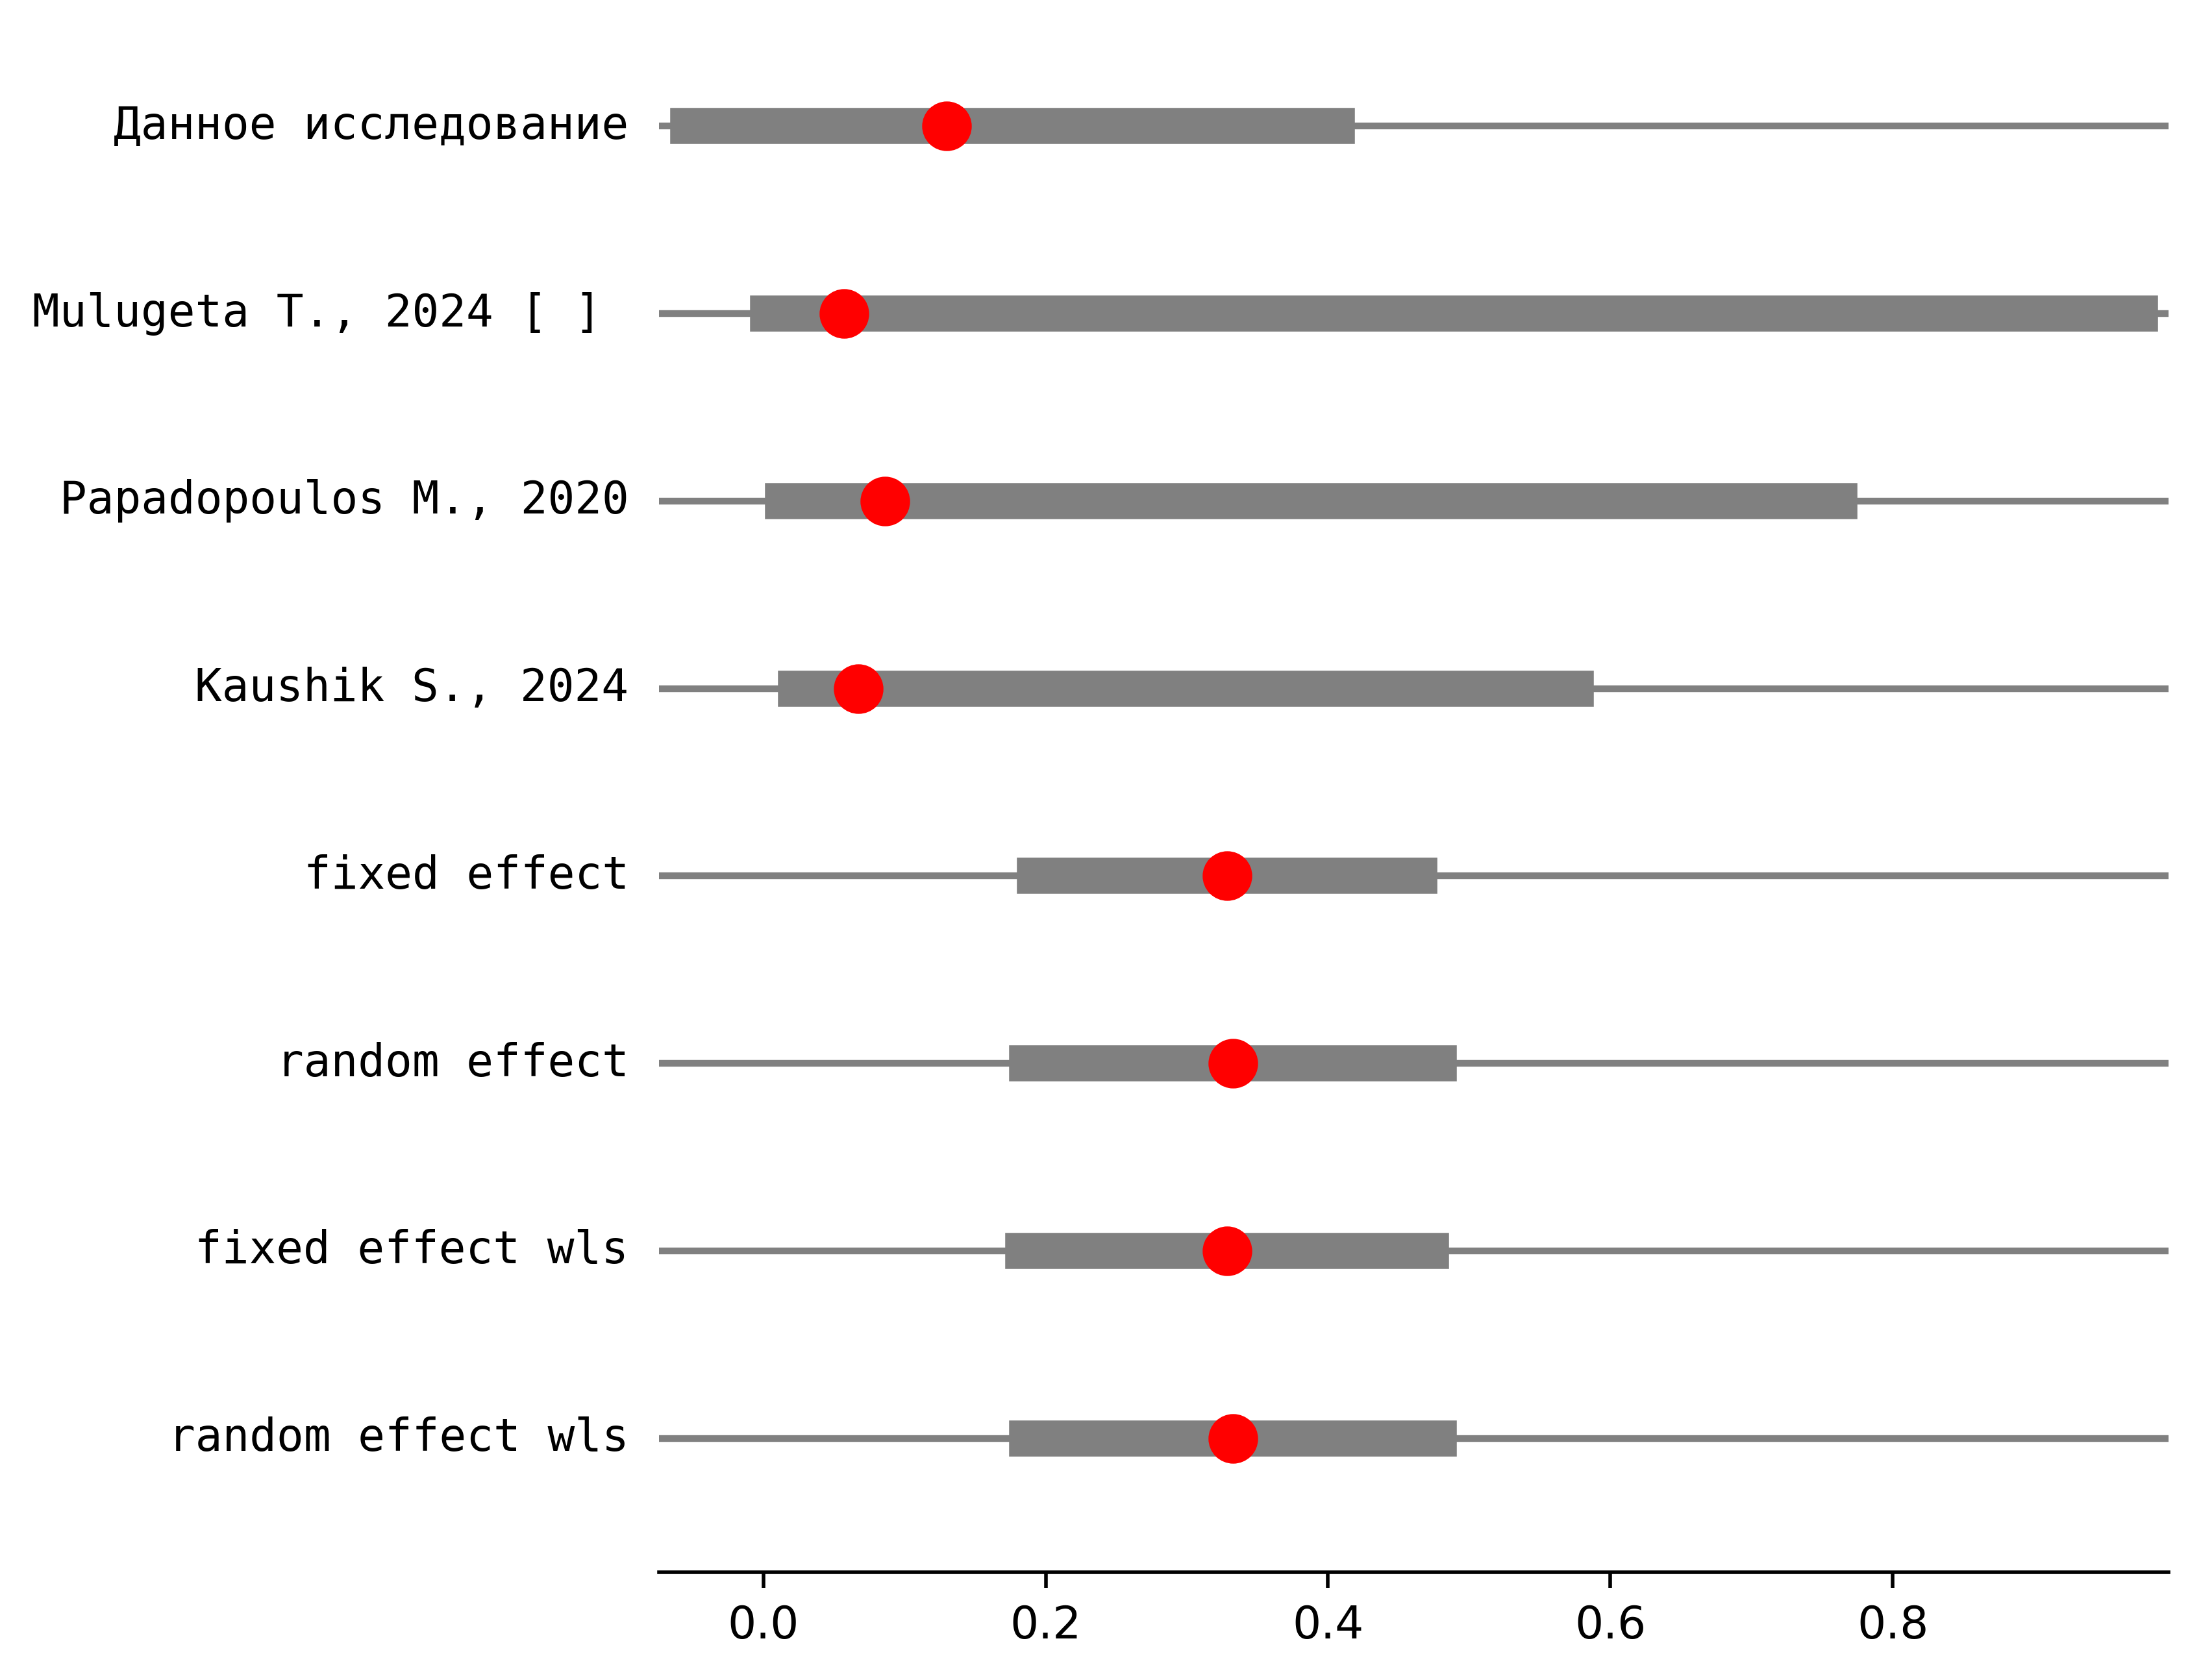 Данное исследование
Mulugeta T., 2024 [ ]
Papadopoulos M., 2020
Kaushik S., 2024
fixed effect
random effect
fixed effect wls
random effect wls
0.0 0.2 0.4 0.6 0.8